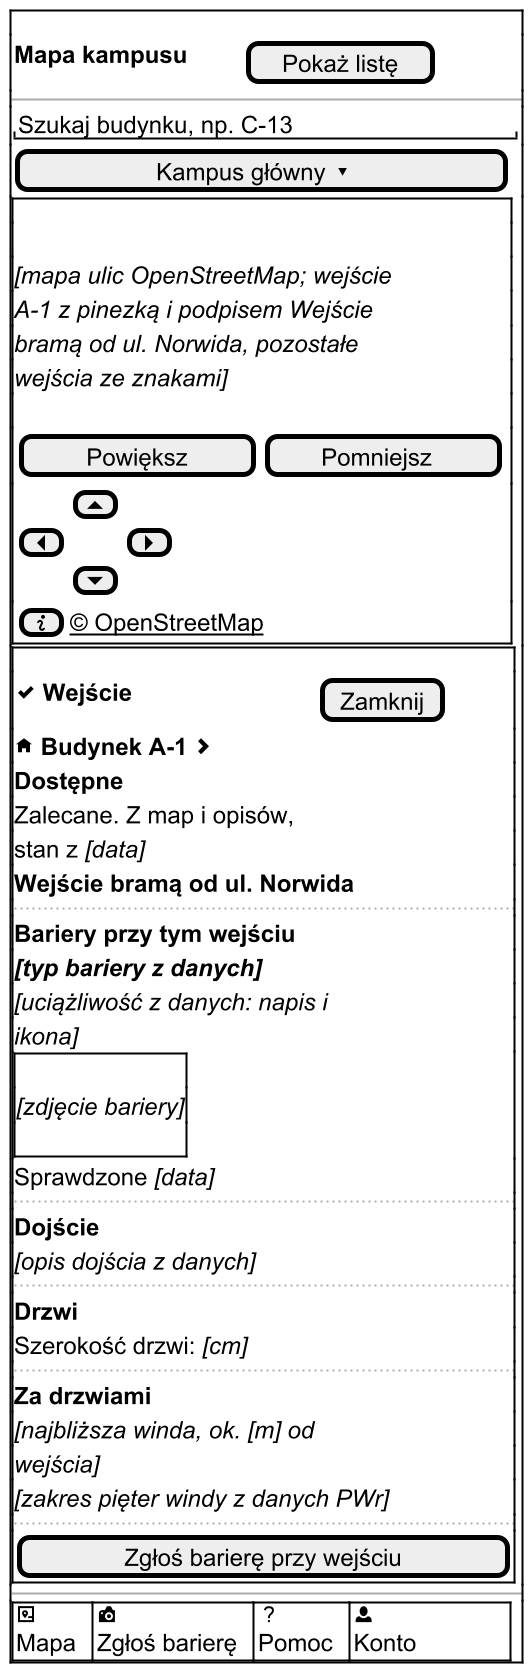 Mapa kampusu
Pokaż listę
Szukaj budynku, np. C-13
Kampus główny ▼
[mapa ulic OpenStreetMap; wejście
A-1 z pinezką i podpisem Wejście
bramą od ul. Norwida, pozostałe
wejścia ze znakami]
Powiększ
Pomniejsz
i © OpenStreetMap
Wejście
Zamknij
Budynek A-1
Dostępne
Zalecane. Z map i opisów,
stan z [data]
Wejście bramą od ul. Norwida
Bariery przy tym wejściu
[typ bariery z danych]
[uciążliwość z danych: napis i
ikona]
[zdjęcie bariery]
Sprawdzone [data]
Dojście
[opis dojścia z danych]
Drzwi
Szerokość drzwi: [cm]
Za drzwiami
[najbliższa winda, ok. [m] od
wejścia]
[zakres pięter windy z danych PWr]
Zgłoś barierę przy wejściu
?
Mapa Zgłoś barierę Pomoc Konto